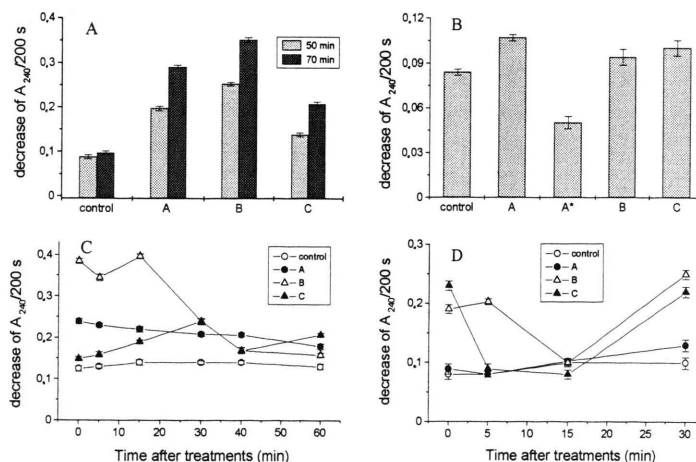 A
decrease of A240/200 s
0,4
0,3
0,2
0,1
0
50 min
70 min
control A B C
B
decrease of A240/200 s
0,12
0,09
0,06
0,03
0
control A A* B C
C
decrease of A240/200 s
0,4
0,3
0,2
0,1
0
control
A
B
C
0 10 20 30 40 50 60
Time after treatments (min)
D
decrease of A240/200 s
0,3
0,2
0,1
0
control
A
B
C
0 5 10 15 20 25 30
Time after treatments (min)